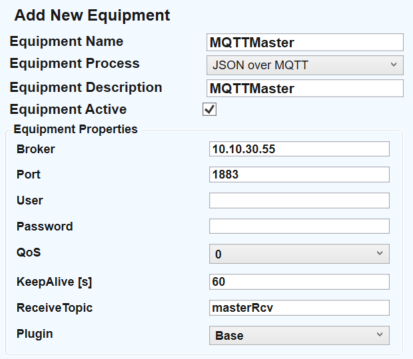 Add New Equipment
Equipment Name MQTTMaster
Equipment Process JSON over MQTT
Equipment Description MQTTMaster
Equipment Active
Equipment Properties
Broker 10.10.30.55
Port 1883
User
Password
QoS 0
KeepAlive [s] 60
ReceiveTopic masterRcv
Plugin Base